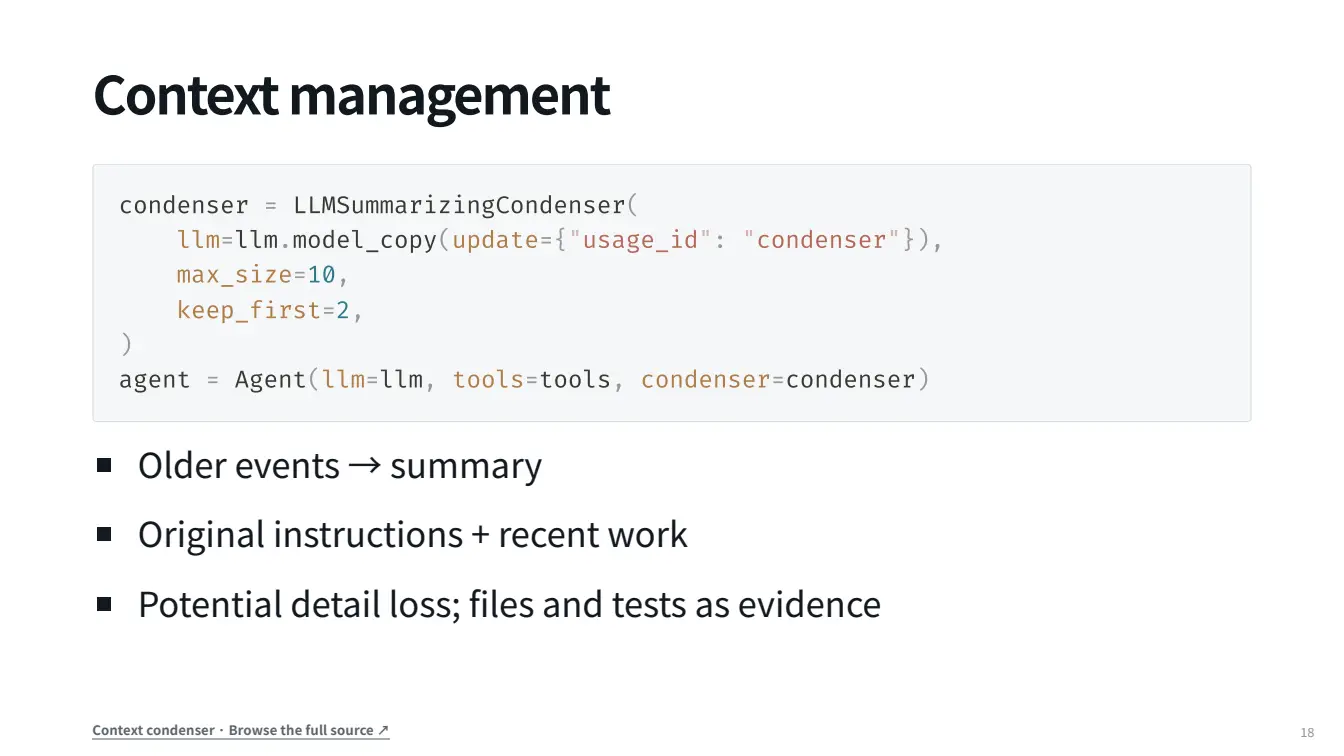 Context management
condenser = LLMSummarizingCondenser(
    llm=llm.model_copy(update={"usage_id": "condenser"}),
    max_size=10,
    keep_first=2,
)
agent = Agent(llm=llm, tools=tools, condenser=condenser)
■ Older events → summary
■ Original instructions + recent work
■ Potential detail loss; files and tests as evidence
Context condenser · Browse the full source ↗
18